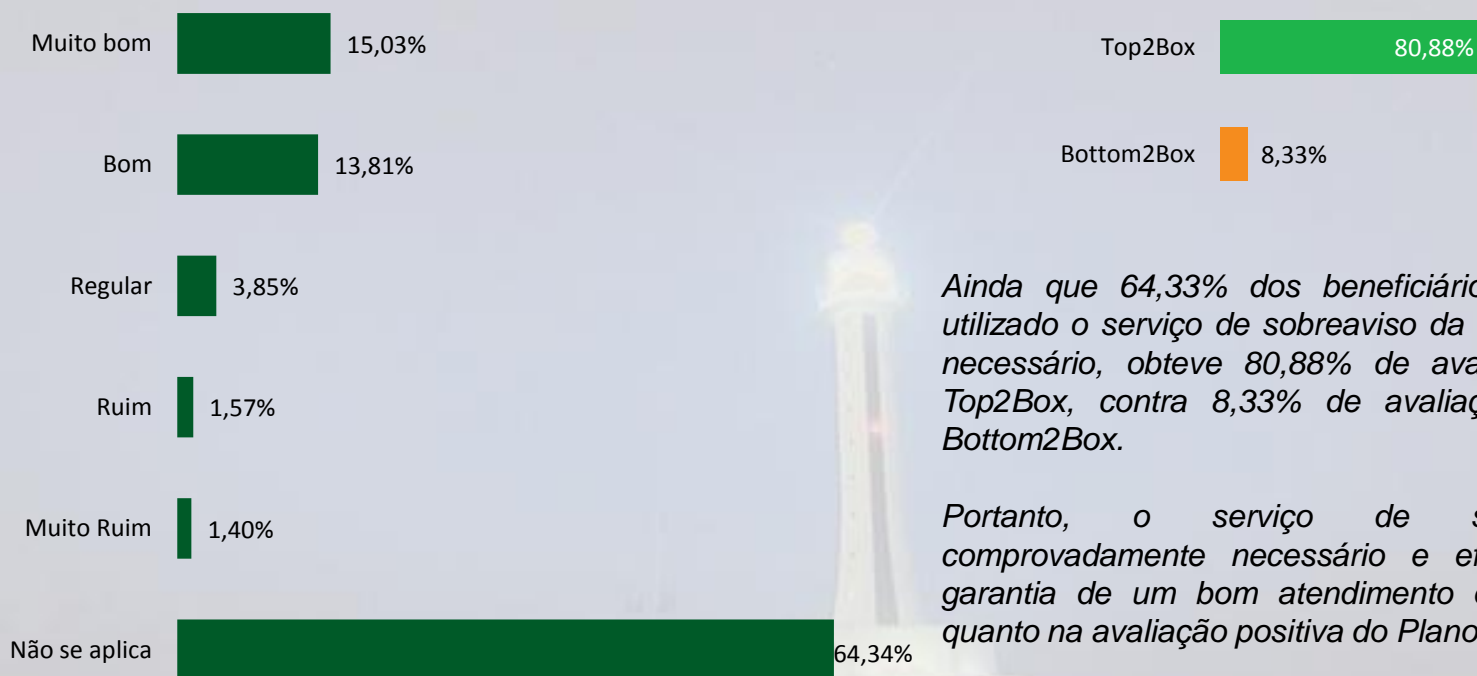 Muito bom 15,03%
Bom 13,81%
Regular 3,85%
Ruim 1,57%
Muito Ruim 1,40%
Não se aplica 64,34%
Top2Box 80,88%
Bottom2Box 8,33%
Ainda que 64,33% dos
utilizado o serviço de sobreaviso da
necessário, obteve 80,88% de
Top2Box, contra 8,33% de
Bottom2Box.
Portanto, o serviço de
comprovadamente necessário e
garantia de um bom atendimento
quanto na avaliação positiva do Plano